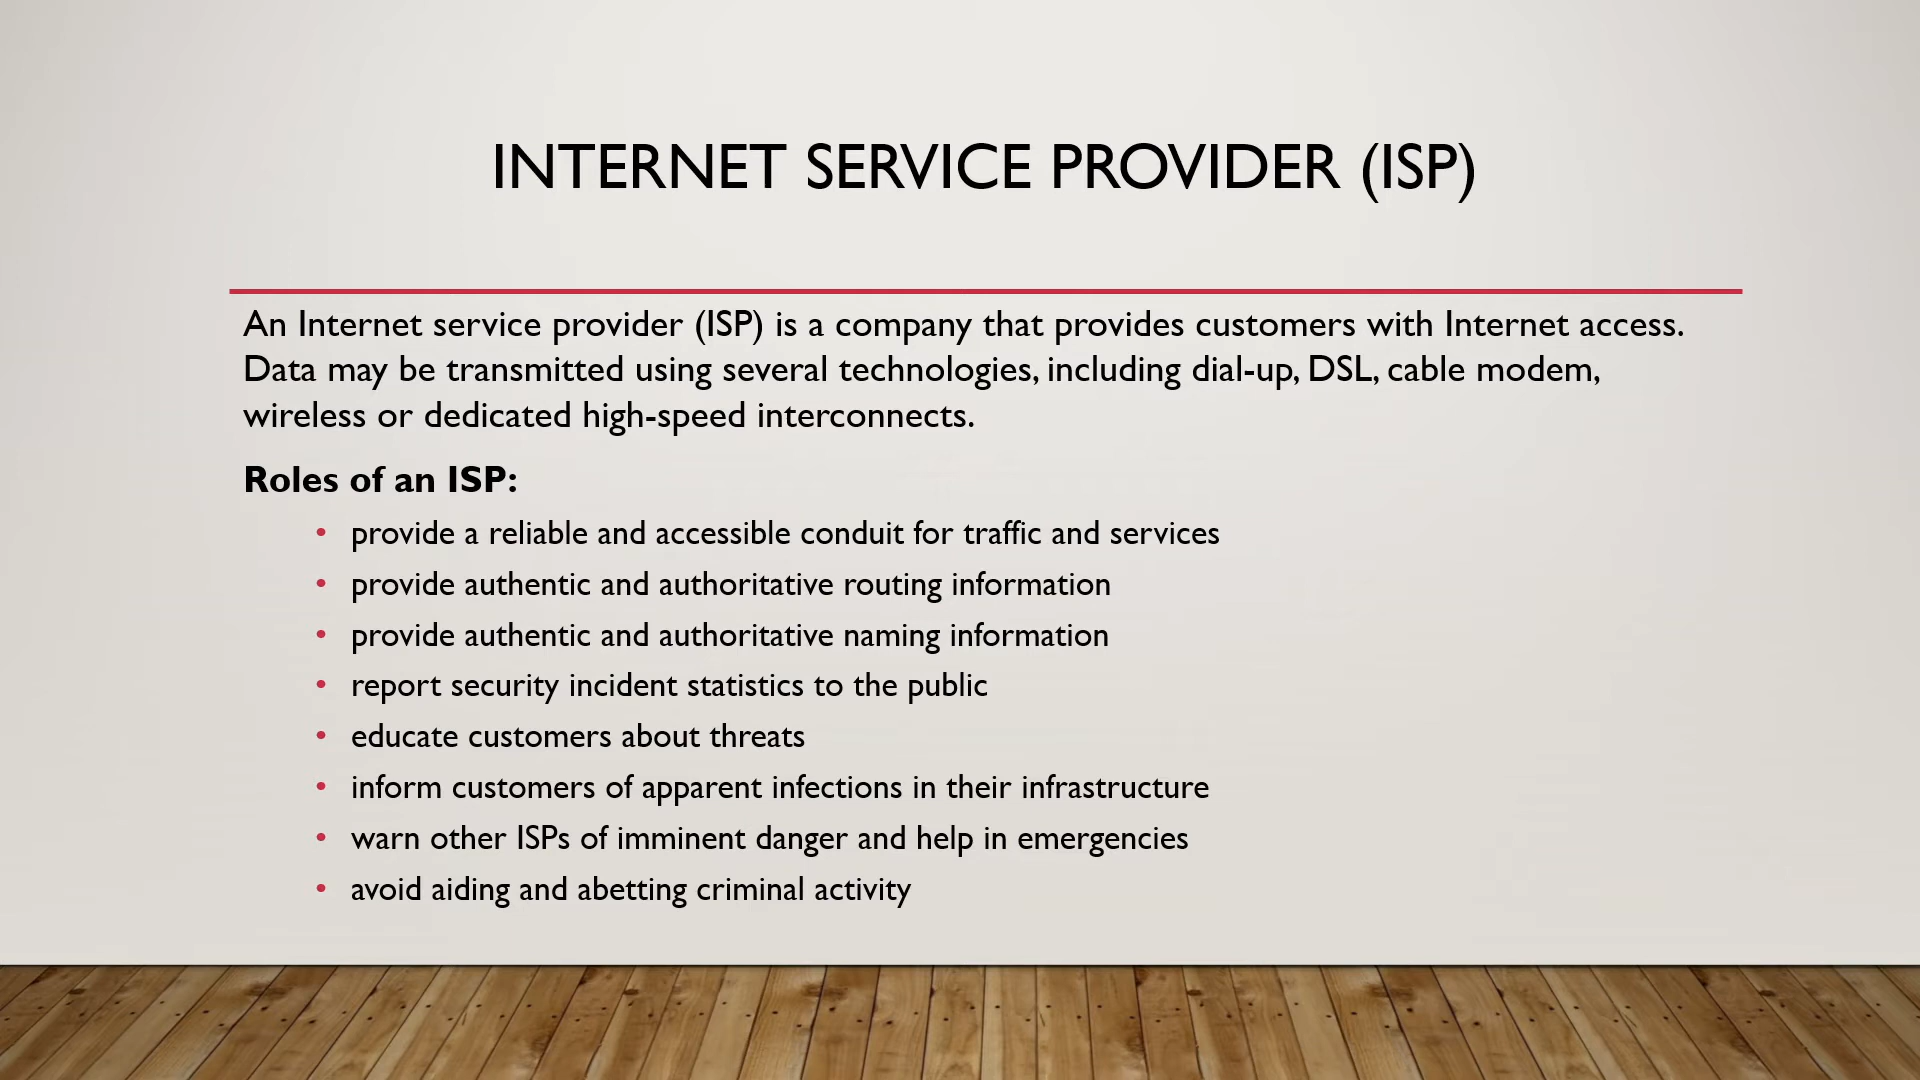 INTERNET SERVICE PROVIDER (ISP)
An Internet service provider (ISP) is a company that provides customers with Internet access.
Data may be transmitted using several technologies, including dial-up, DSL, cable modem,
wireless or dedicated high-speed interconnects.
Roles of an ISP:
• provide a reliable and accessible conduit for traffic and services
• provide authentic and authoritative routing information
• provide authentic and authoritative naming information
• report security incident statistics to the public
• educate customers about threats
• inform customers of apparent infections in their infrastructure
• warn other ISPs of imminent danger and help in emergencies
• avoid aiding and abetting criminal activity